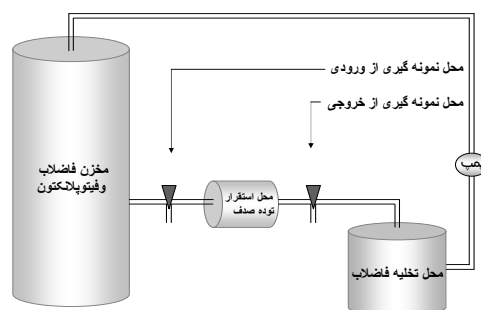 محل نمونه گیری از ورودی
محل نمونه گیری از خروجی
مخزن فاضلاب
وفیتوپلانکتون
پمپ
محل استقرار
توده صدف
محل تخلیه فاضلاب